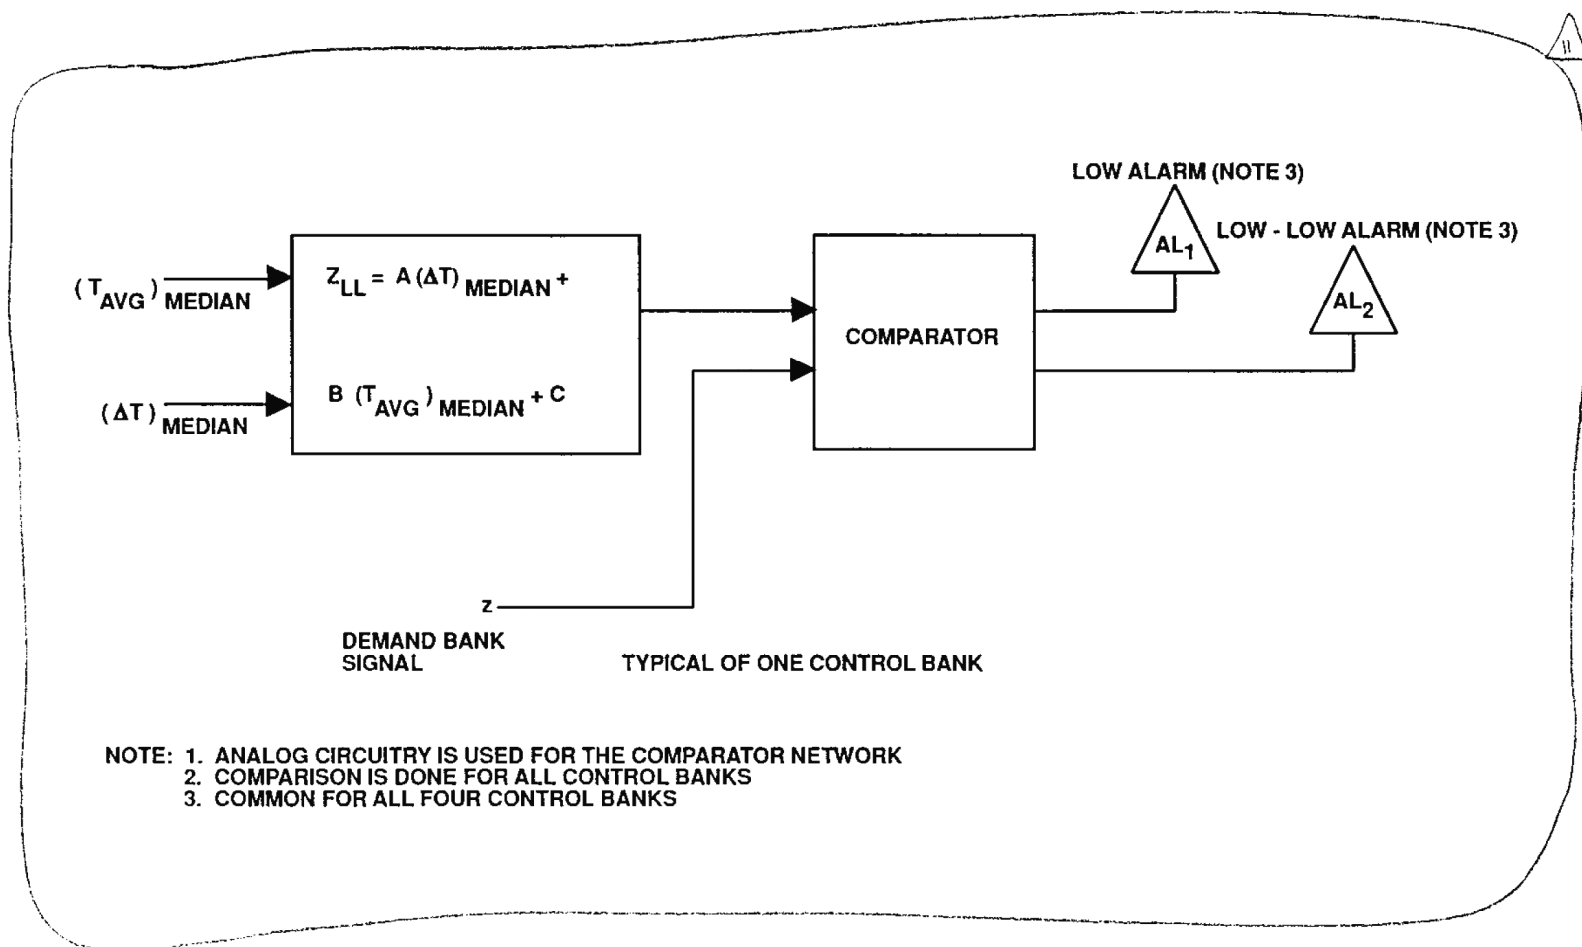 11
LOW ALARM (NOTE 3)
AL1
LOW - LOW ALARM (NOTE 3)
AL2
(TAVG) MEDIAN
ZLL = A (ΔT) MEDIAN +
B (TAVG) MEDIAN + C
(ΔT) MEDIAN
COMPARATOR
z
DEMAND BANK
SIGNAL
TYPICAL OF ONE CONTROL BANK
NOTE: 1. ANALOG CIRCUITRY IS USED FOR THE COMPARATOR NETWORK
2. COMPARISON IS DONE FOR ALL CONTROL BANKS
3. COMMON FOR ALL FOUR CONTROL BANKS